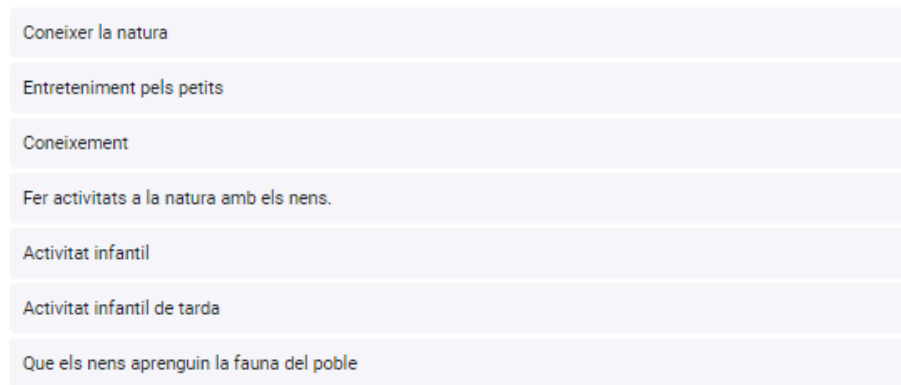 Coneixer la natura
Entreteniment pels petits
Coneixement
Fer activitats a la natura amb els nens.
Activitat infantil
Activitat infantil de tarda
Que els nens aprenguin la fauna del poble